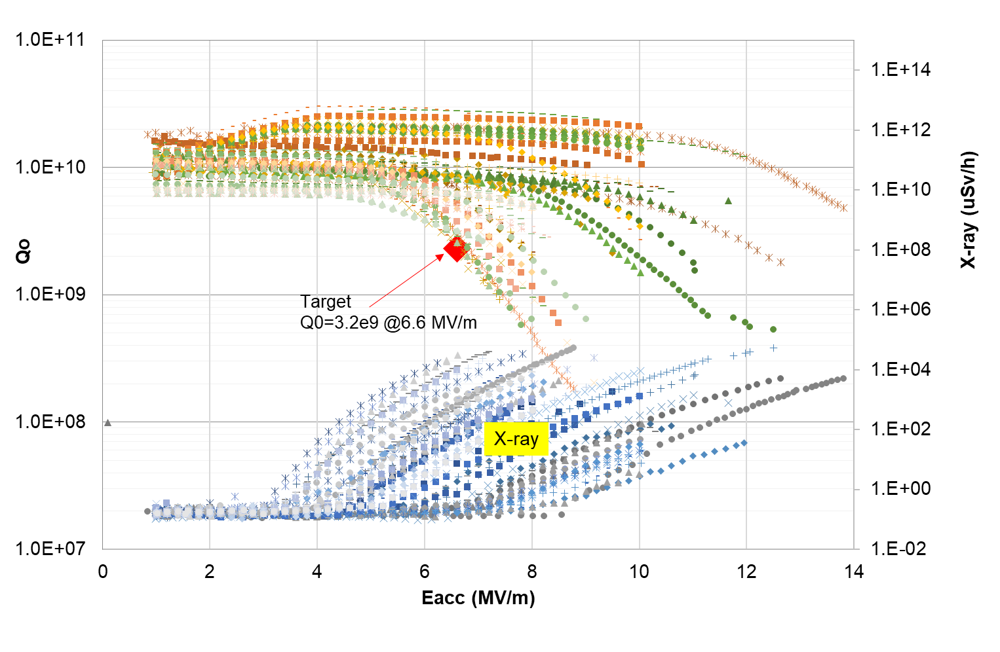 1.0E+11
1.0E+10
1.0E+09
1.0E+08
1.0E+07
Qo
1.E+14
1.E+12
1.E+10
1.E+08
1.E+06
1.E+04
1.E+02
1.E+00
1.E-02
X-ray (uSv/h)
Target
Q0=3.2e9 @6.6 MV/m
X-ray
0 2 4 6 8 10 12 14
Eacc (MV/m)